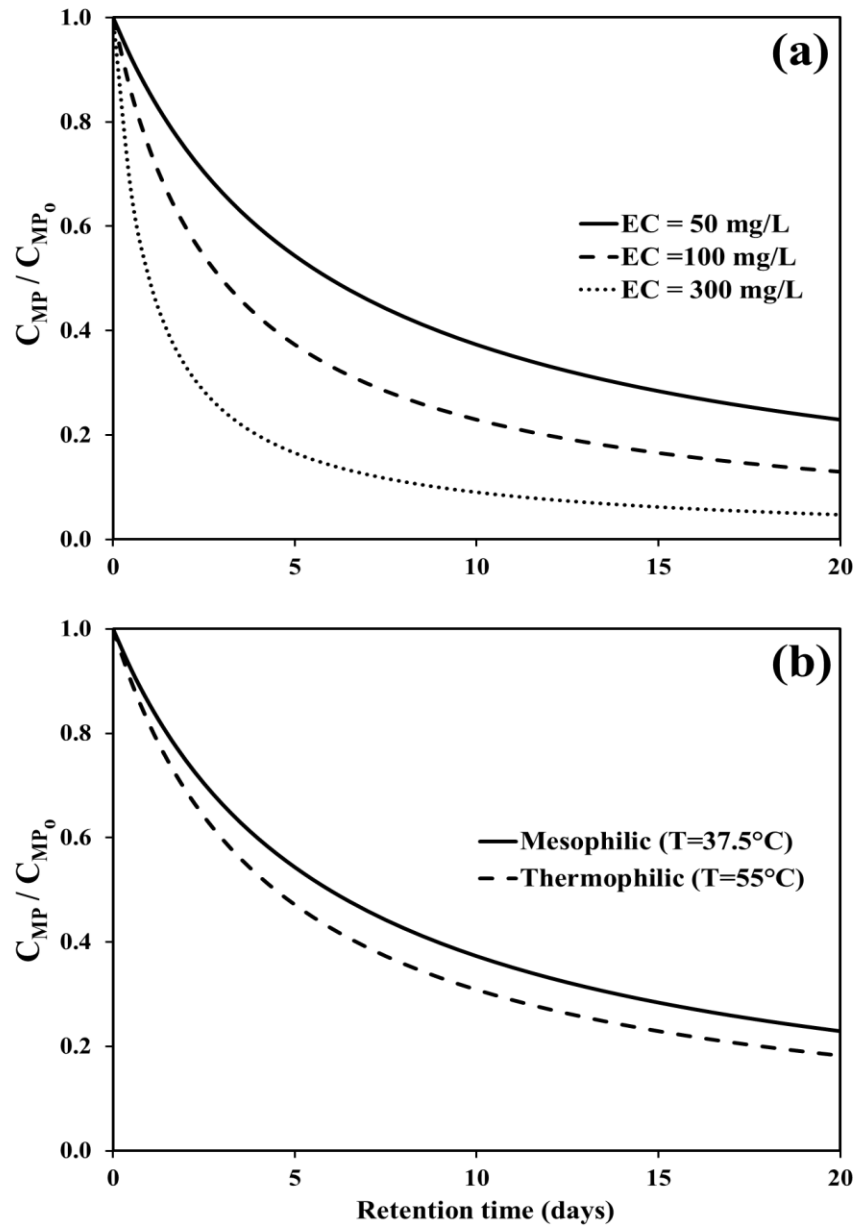 1.0
(a)
0.8
0.6
EC = 50 mg/L
EC =100 mg/L
EC = 300 mg/L
0.4
0.2
0.0
C_MP / C_MP_o
0 5 10 15 20
1.0
(b)
0.8
0.6
Mesophilic (T=37.5°C)
Thermophilic (T=55°C)
0.4
0.2
0.0
C_MP / C_MP_o
0 5 10 15 20
Retention time (days)